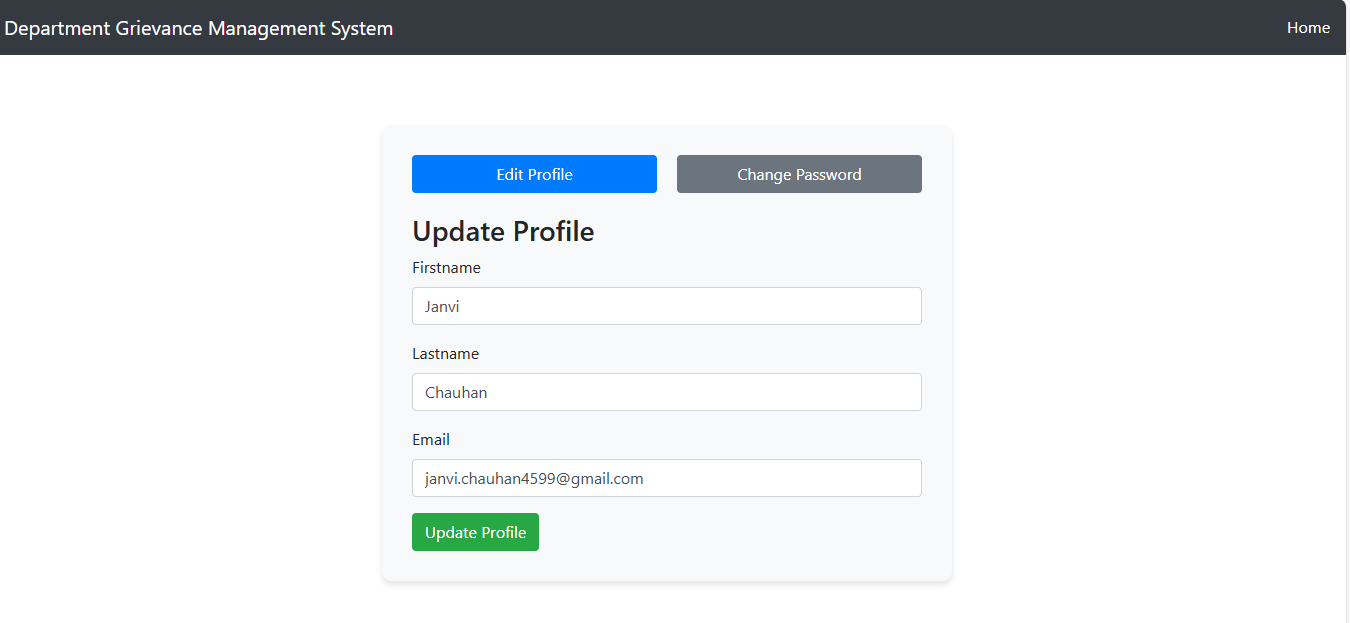 Department Grievance Management System Home
Edit Profile Change Password
Update Profile
Firstname
Janvi
Lastname
Chauhan
Email
janvi.chauhan4599@gmail.com
Update Profile